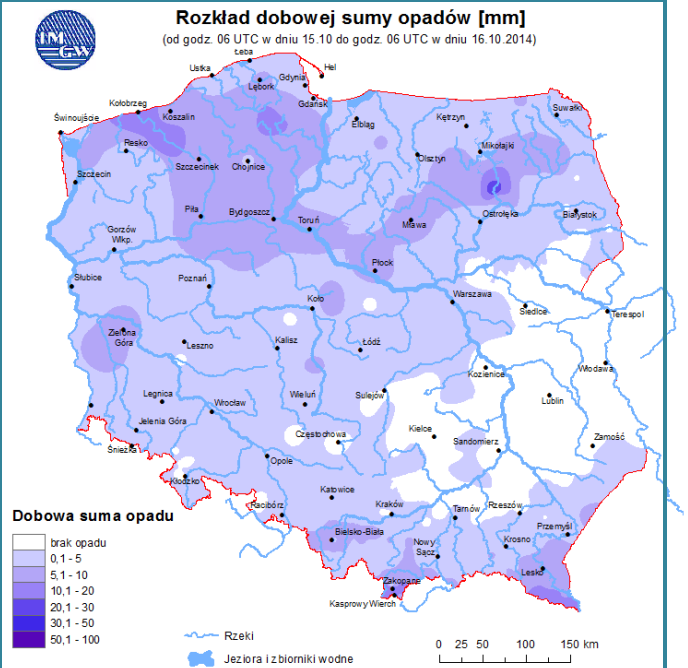 Rozkład dobowej sumy opadów [mm]
(od godz. 06 UTC w dniu 15.10 do godz. 06 UTC w dniu 16.10.2014)
IM
GW
Łeba
Ustka
Hel
Gdynia
Lębork
Gdańsk
Kołobrzeg
Koszalin
Suwałki
Świnoujście
Elbląg
Kętrzyn
Resko
Mikołajki
Szczecinek
Chojnice
Olsztyn
Szczecin
Piła
Bydgoszcz
Toruń
Mława
Ostrołęka
Białystok
Gorzów
Wlkp.
Płock
Słubice
Poznań
Koło
Warszawa
Siedlce
Terespol
Zielona
Góra
Leszno
Kalisz
Łódź
Kozienice
Włodawa
Legnica
Wrocław
Wieluń
Sulejów
Lublin
Jelenia Góra
Częstochowa
Kielce
Sandomierz
Zamość
Śnieżka
Opole
Kłodzko
Katowice
Racibórz
Kraków
Tarnów
Rzeszów
Przemyśl
Bielsko-Biała
Nowy
Sącz
Krosno
Lesko
Zakopane
Kasprowy Wierch
Dobowa suma opadu
brak opadu
0,1 - 5
5,1 - 10
10,1 - 20
20,1 - 30
30,1 - 50
50,1 - 100
Rzeki
Jeziora i zbiorniki wodne
0 25 50 100 150 km